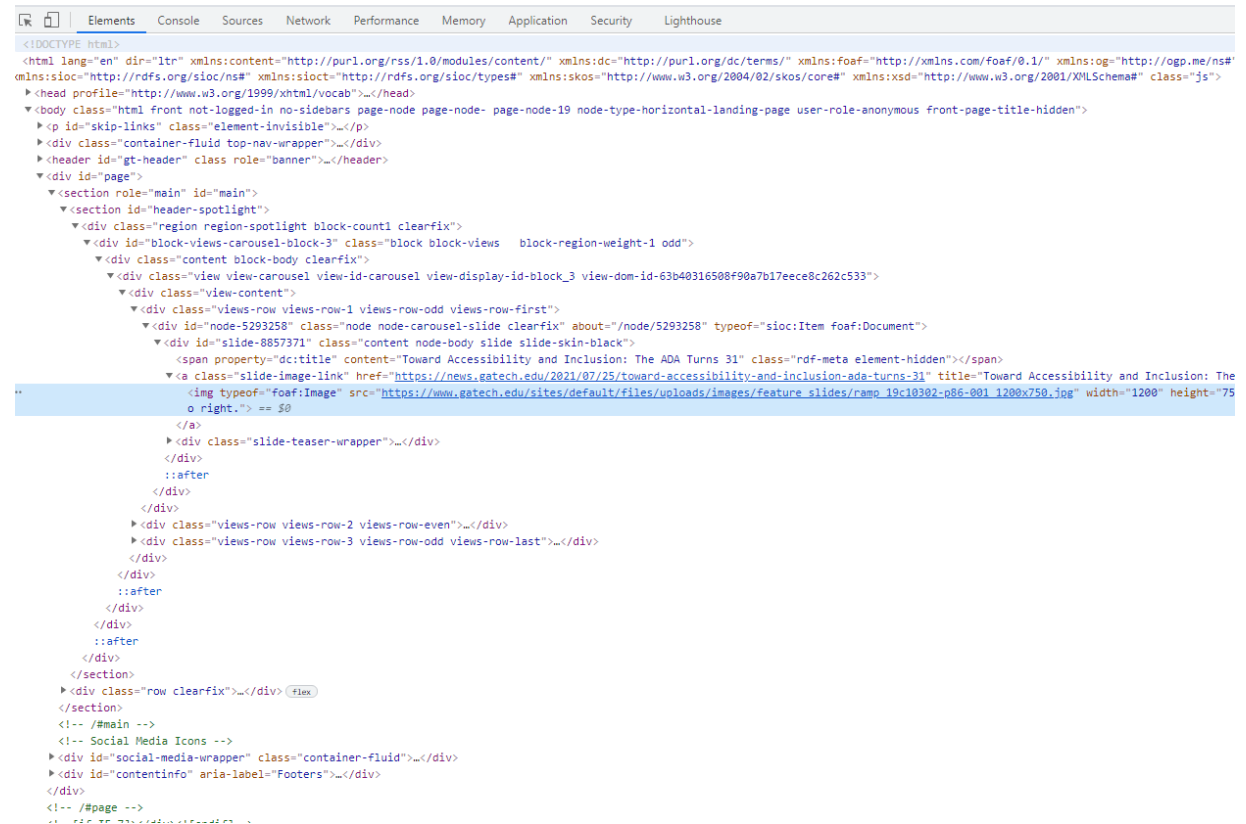 Elements Console Sources Network Performance Memory Application Security Lighthouse
<!DOCTYPE html>
<html lang="en" dir="ltr" xmlns:content="http://purl.org/rss/1.0/modules/content/" xmlns:dc="http://purl.org/dc/terms/" xmlns:foaf="http://xmlns.com/foaf/0.1/" xmlns:og="http://ogp.me/ns#"
xmlns:sioc="http://rdfs.org/sioc/ns#" xmlns:sioct="http://rdfs.org/sioc/types#" xmlns:skos="http://www.w3.org/2004/02/skos/core#" xmlns:xsd="http://www.w3.org/2001/XMLSchema#" class="js">
▶<head profile="http://www.w3.org/1999/xhtml/vocab">…</head>
▼<body class="html front not-logged-in no-sidebars page-node page-node- page-node-19 node-type-horizontal-landing-page user-role-anonymous front-page-title-hidden">
▶<p id="skip-links" class="element-invisible">…</p>
▶<div class="container-fluid top-nav-wrapper">…</div>
▶<header id="gt-header" class role="banner">…</header>
▼<div id="page">
▼<section role="main" id="main">
▼<section id="header-spotlight">
▼<div class="region region-spotlight block-count1 clearfix">
▼<div id="block-views-carousel-block-3" class="block block-views   block-region-weight-1 odd">
▼<div class="content block-body clearfix">
▼<div class="view view-carousel view-id-carousel view-display-id-block_3 view-dom-id-63b40316508f90a7b17eece8c262c533">
▼<div class="view-content">
▼<div class="views-row views-row-1 views-row-odd views-row-first">
▼<div id="node-5293258" class="node node-carousel-slide clearfix" about="/node/5293258" typeof="sioc:Item foaf:Document">
▼<div id="slide-8857371" class="content node-body slide slide-skin-black">
<span property="dc:title" content="Toward Accessibility and Inclusion: The ADA Turns 31" class="rdf-meta element-hidden"></span>
▼<a class="slide-image-link" href="https://news.gatech.edu/2021/07/25/toward-accessibility-and-inclusion-ada-turns-31" title="Toward Accessibility and Inclusion: The
<img typeof="foaf:Image" src="https://www.gatech.edu/sites/default/files/uploads/images/feature_slides/ramp_19c10302-p86-001_1200x750.jpg" width="1200" height="75
o right."> == $0
</a>
▶<div class="slide-teaser-wrapper">…</div>
</div>
::after
</div>
</div>
▶<div class="views-row views-row-2 views-row-even">…</div>
▶<div class="views-row views-row-3 views-row-odd views-row-last">…</div>
</div>
</div>
::after
</div>
</div>
::after
</div>
</section>
▶<div class="row clearfix">…</div> flex
</section>
<!-- /#main -->
<!-- Social Media Icons -->
▶<div id="social-media-wrapper" class="container-fluid">…</div>
▶<div id="contentinfo" aria-label="Footers">…</div>
</div>
<!-- /#page -->